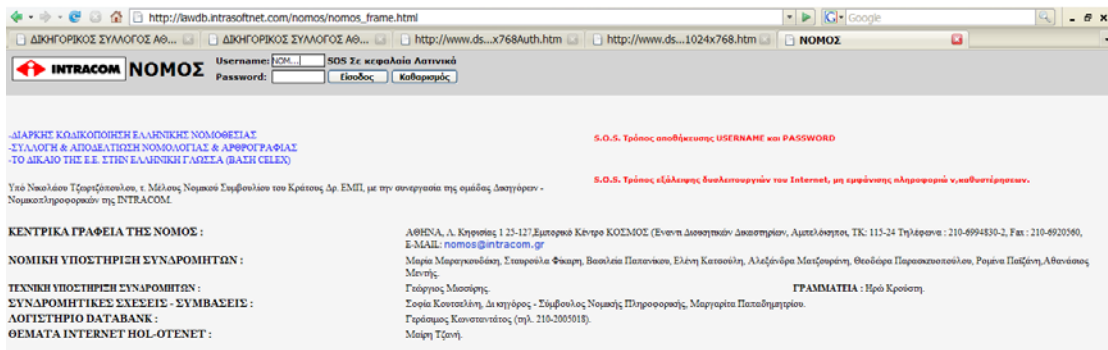 http://lawdb.intrasoftnet.com/nomos/nomos_frame.html
Google
ΔΙΚΗΓΟΡΙΚΟΣ ΣΥΛΛΟΓΟΣ ΑΘ... ΔΙΚΗΓΟΡΙΚΟΣ ΣΥΛΛΟΓΟΣ ΑΘ... http://www.ds...x768Auth.htm http://www.ds...1024x768.htm ΝΟΜΟΣ
INTRACOM ΝΟΜΟΣ Username: NOM... SOS Σε κεφαλαία Λατινικά
Password: Είσοδος Καθαρισμός
-ΔΙΑΡΚΗΣ ΚΩΔΙΚΟΠΟΙΗΣΗ ΕΛΛΗΝΙΚΗΣ ΝΟΜΟΘΕΣΙΑΣ
-ΣΥΛΛΟΓΗ & ΑΠΟΔΕΛΤΙΩΣΗ ΝΟΜΟΛΟΓΙΑΣ & ΑΡΘΡΟΓΡΑΦΙΑΣ
-ΤΟ ΔΙΚΑΙΟ ΤΗΣ Ε.Ε. ΣΤΗΝ ΕΛΛΗΝΙΚΗ ΓΛΩΣΣΑ (ΒΑΣΗ CELEX)
S.O.S. Τρόπος αποθήκευσης USERNAME και PASSWORD
S.O.S. Τρόπος εξάλειψης δυσλειτουργιών του Internet, μη εμφάνισης πληροφοριώ ν,καθυστέρησεων.
Υπό Νικολάου Τζωρτζόπουλου, τ. Μέλους Νομικού Συμβουλίου του Κράτους Δρ. ΕΜΠ, με την συνεργασία της ομάδας Δικηγόρων -
Νομικοπληροφορικών της INTRACOM.
ΚΕΝΤΡΙΚΑ ΓΡΑΦΕΙΑ ΤΗΣ ΝΟΜΟΣ : ΑΘΗΝΑ, Λ. Κηφισίας 1 25-127,Εμπορικό Κέντρο ΚΟΣΜΟΣ (Έναντι Διοικητικών Δικαστηρίων, Αμπελόκηποι, ΤΚ: 115-24 Τηλέφωνα : 210-6994830-2, Fax : 210-6920560,
E-MAIL: nomos@intracom.gr
ΝΟΜΙΚΗ ΥΠΟΣΤΗΡΙΞΗ ΣΥΝΔΡΟΜΗΤΩΝ : Μαρία Μαραγκουδάκη, Σταυρούλα Φίκαρη, Βασιλεία Παπανίκου, Ελένη Κατσούλη, Αλεξάνδρα Ματζουράνη, Θεοδώρα Παρασκευοπούλου, Ρομίνα Παΐζάνη,Αθανάσιος
Μεντής.
ΤΕΧΝΙΚΗ ΥΠΟΣΤΗΡΙΞΗ ΣΥΝΔΡΟΜΗΤΩΝ : Γεώργιος Μισσύρης. ΓΡΑΜΜΑΤΕΙΑ : Ηρώ Κρούστη.
ΣΥΝΔΡΟΜΗΤΙΚΕΣ ΣΧΕΣΕΙΣ - ΣΥΜΒΑΣΕΙΣ : Σοφία Κουτσελίνη, Δικηγόρος - Σύμβουλος Νομικής Πληροφορικής, Μαργαρίτα Παπαδημητρίου.
ΛΟΓΙΣΤΗΡΙΟ DATABANK : Γεράσιμος Κωνσταντάτος (τηλ. 210-2005018).
ΘΕΜΑΤΑ INTERNET HOL-OTENET : Μαίρη Τζανή.